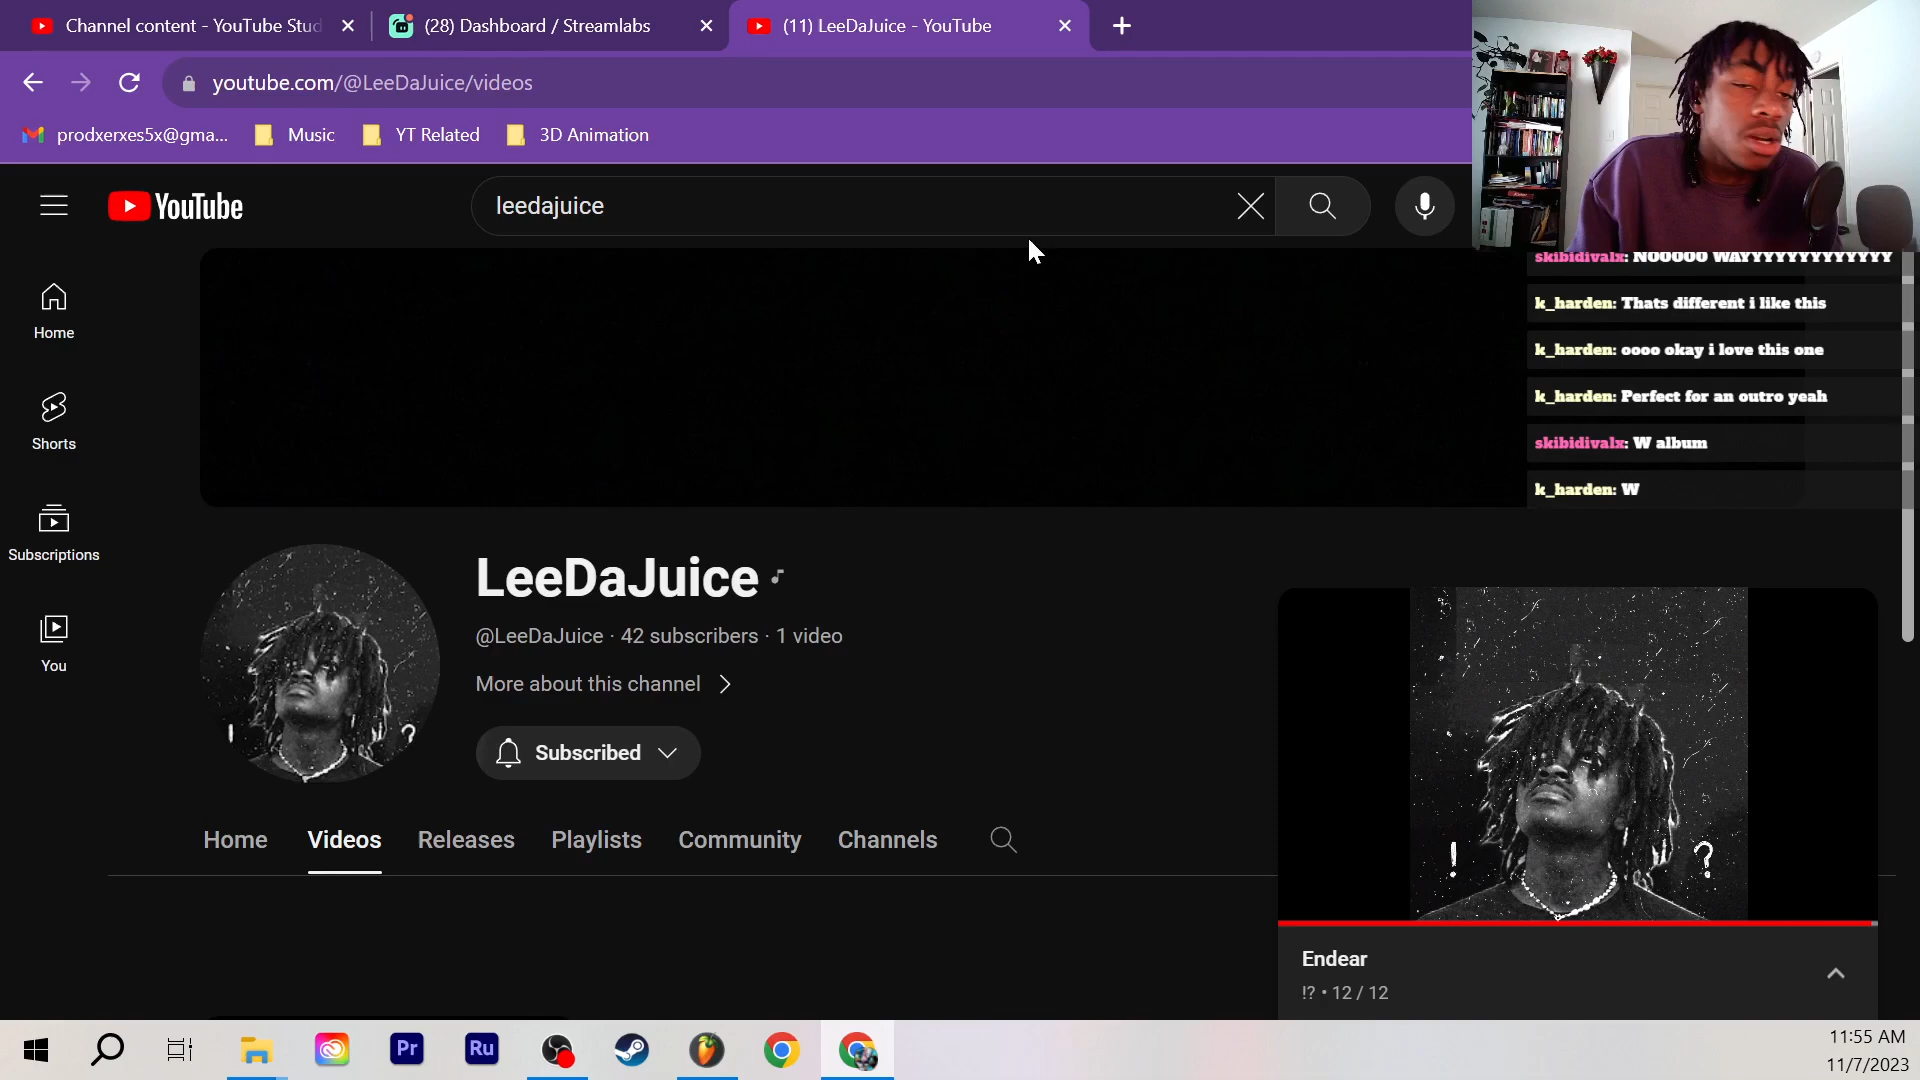 Channel content - YouTube Stud
(28) Dashboard / Streamlabs
(11) LeeDaJuice - YouTube
youtube.com/@LeeDaJuice/videos
prodxerxes5x@gma...
Music
YT Related
3D Animation
YouTube
leedajuice
skibidivalx: NOOOOO WAYYYYYYYYYYYYY
k_harden: Thats different i like this
k_harden: oooo okay i love this one
k_harden: Perfect for an outro yeah
skibidivalx: W album
k_harden: W
Home
Shorts
Subscriptions
You
LeeDaJuice
@LeeDaJuice · 42 subscribers · 1 video
More about this channel
Subscribed
Home
Videos
Releases
Playlists
Community
Channels
! ?
! ?
Endear
!? • 12 / 12
Pr
Ru
11:55 AM
11/7/2023